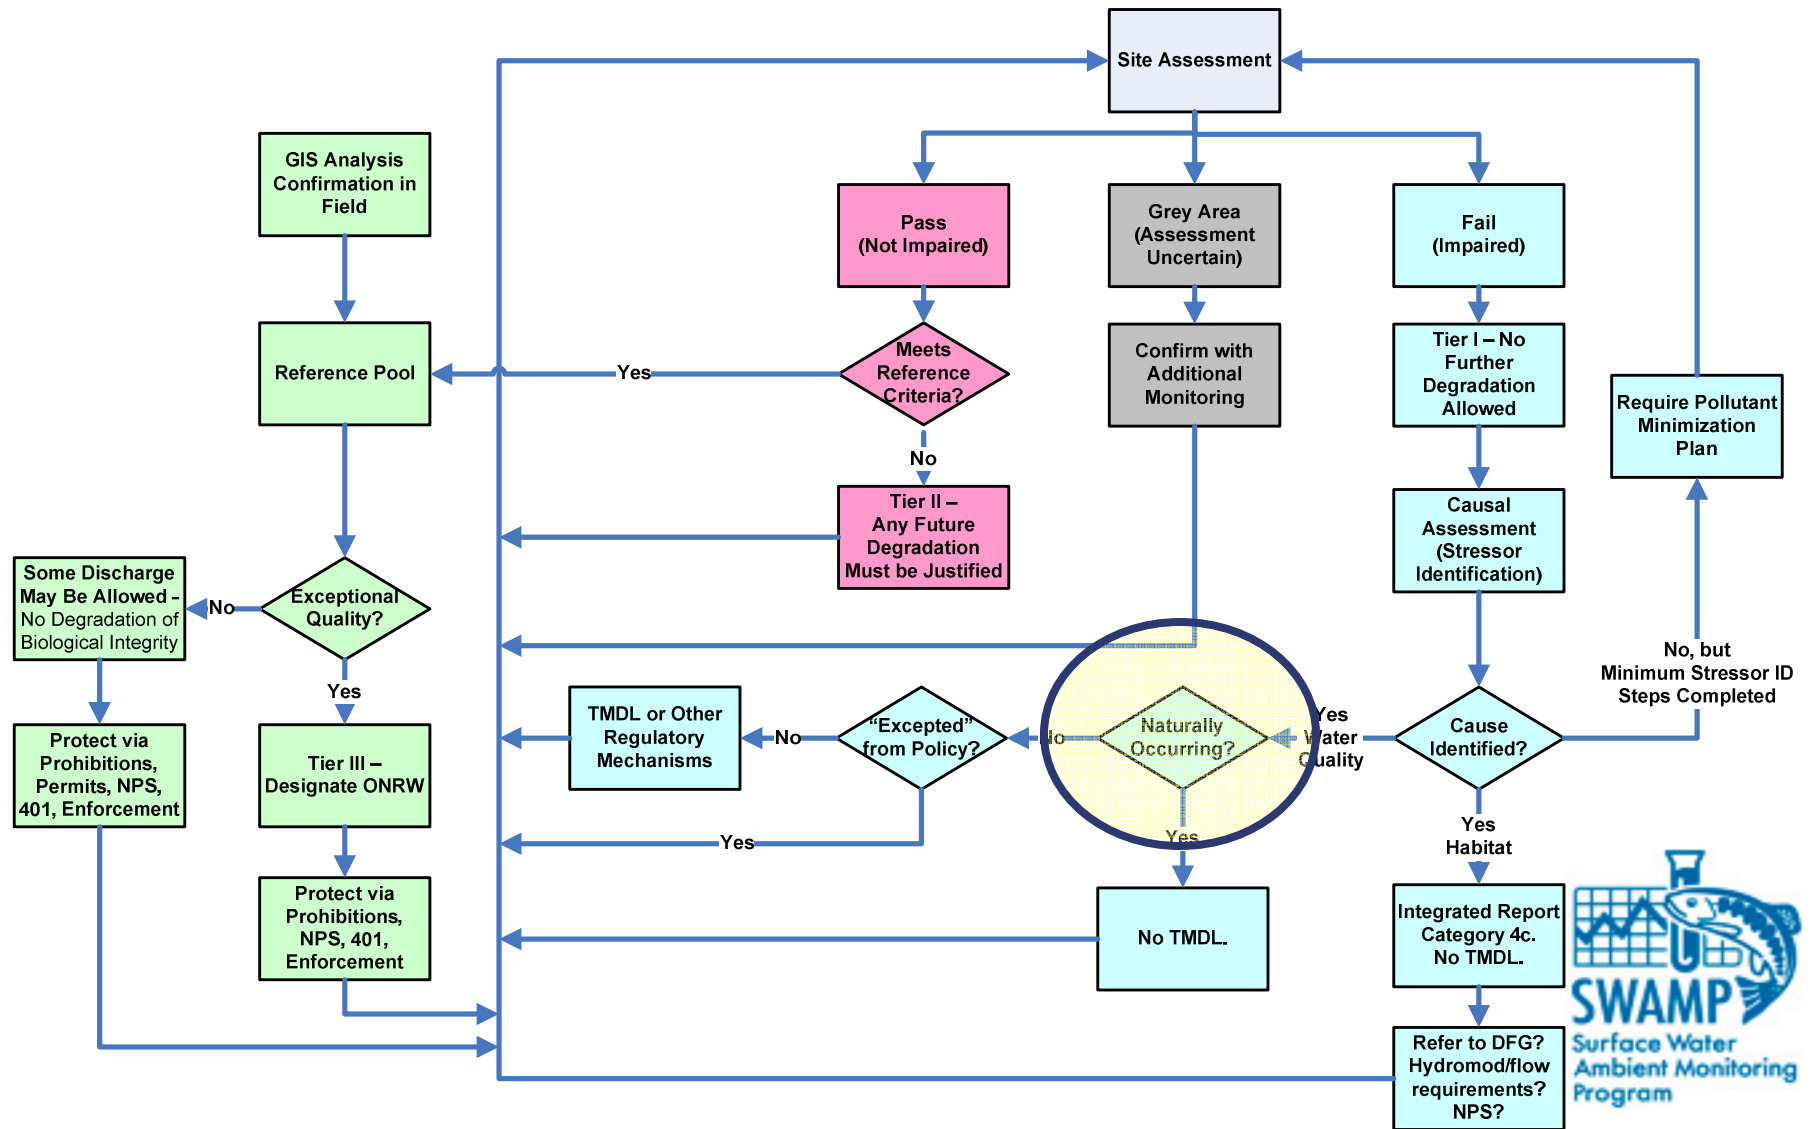 Site Assessment
GIS Analysis
Confirmation in
Field
Pass
(Not Impaired)
Grey Area
(Assessment
Uncertain)
Fail
(Impaired)
Reference Pool
Yes
Meets
Reference
Criteria?
Confirm with
Additional
Monitoring
Tier I – No
Further
Degradation
Allowed
Require Pollutant
Minimization
Plan
No
Tier II –
Any Future
Degradation
Must be Justified
Causal
Assessment
(Stressor
Identification)
Some Discharge
May Be Allowed -
No Degradation of
Biological Integrity
No
Exceptional
Quality?
Yes
No, but
Minimum Stressor ID
Steps Completed
Protect via
Prohibitions,
Permits, NPS,
401, Enforcement
Tier III –
Designate ONRW
TMDL or Other
Regulatory
Mechanisms
No
“Excepted”
from Policy?
No
Naturally
Occurring?
Yes
Water
Quality
Cause
Identified?
Yes
Yes
Yes
Habitat
Protect via
Prohibitions,
NPS, 401,
Enforcement
No TMDL.
Integrated Report
Category 4c.
No TMDL.
Refer to DFG?
Hydromod/flow
requirements?
NPS?
SWAMP
Surface Water
Ambient Monitoring
Program